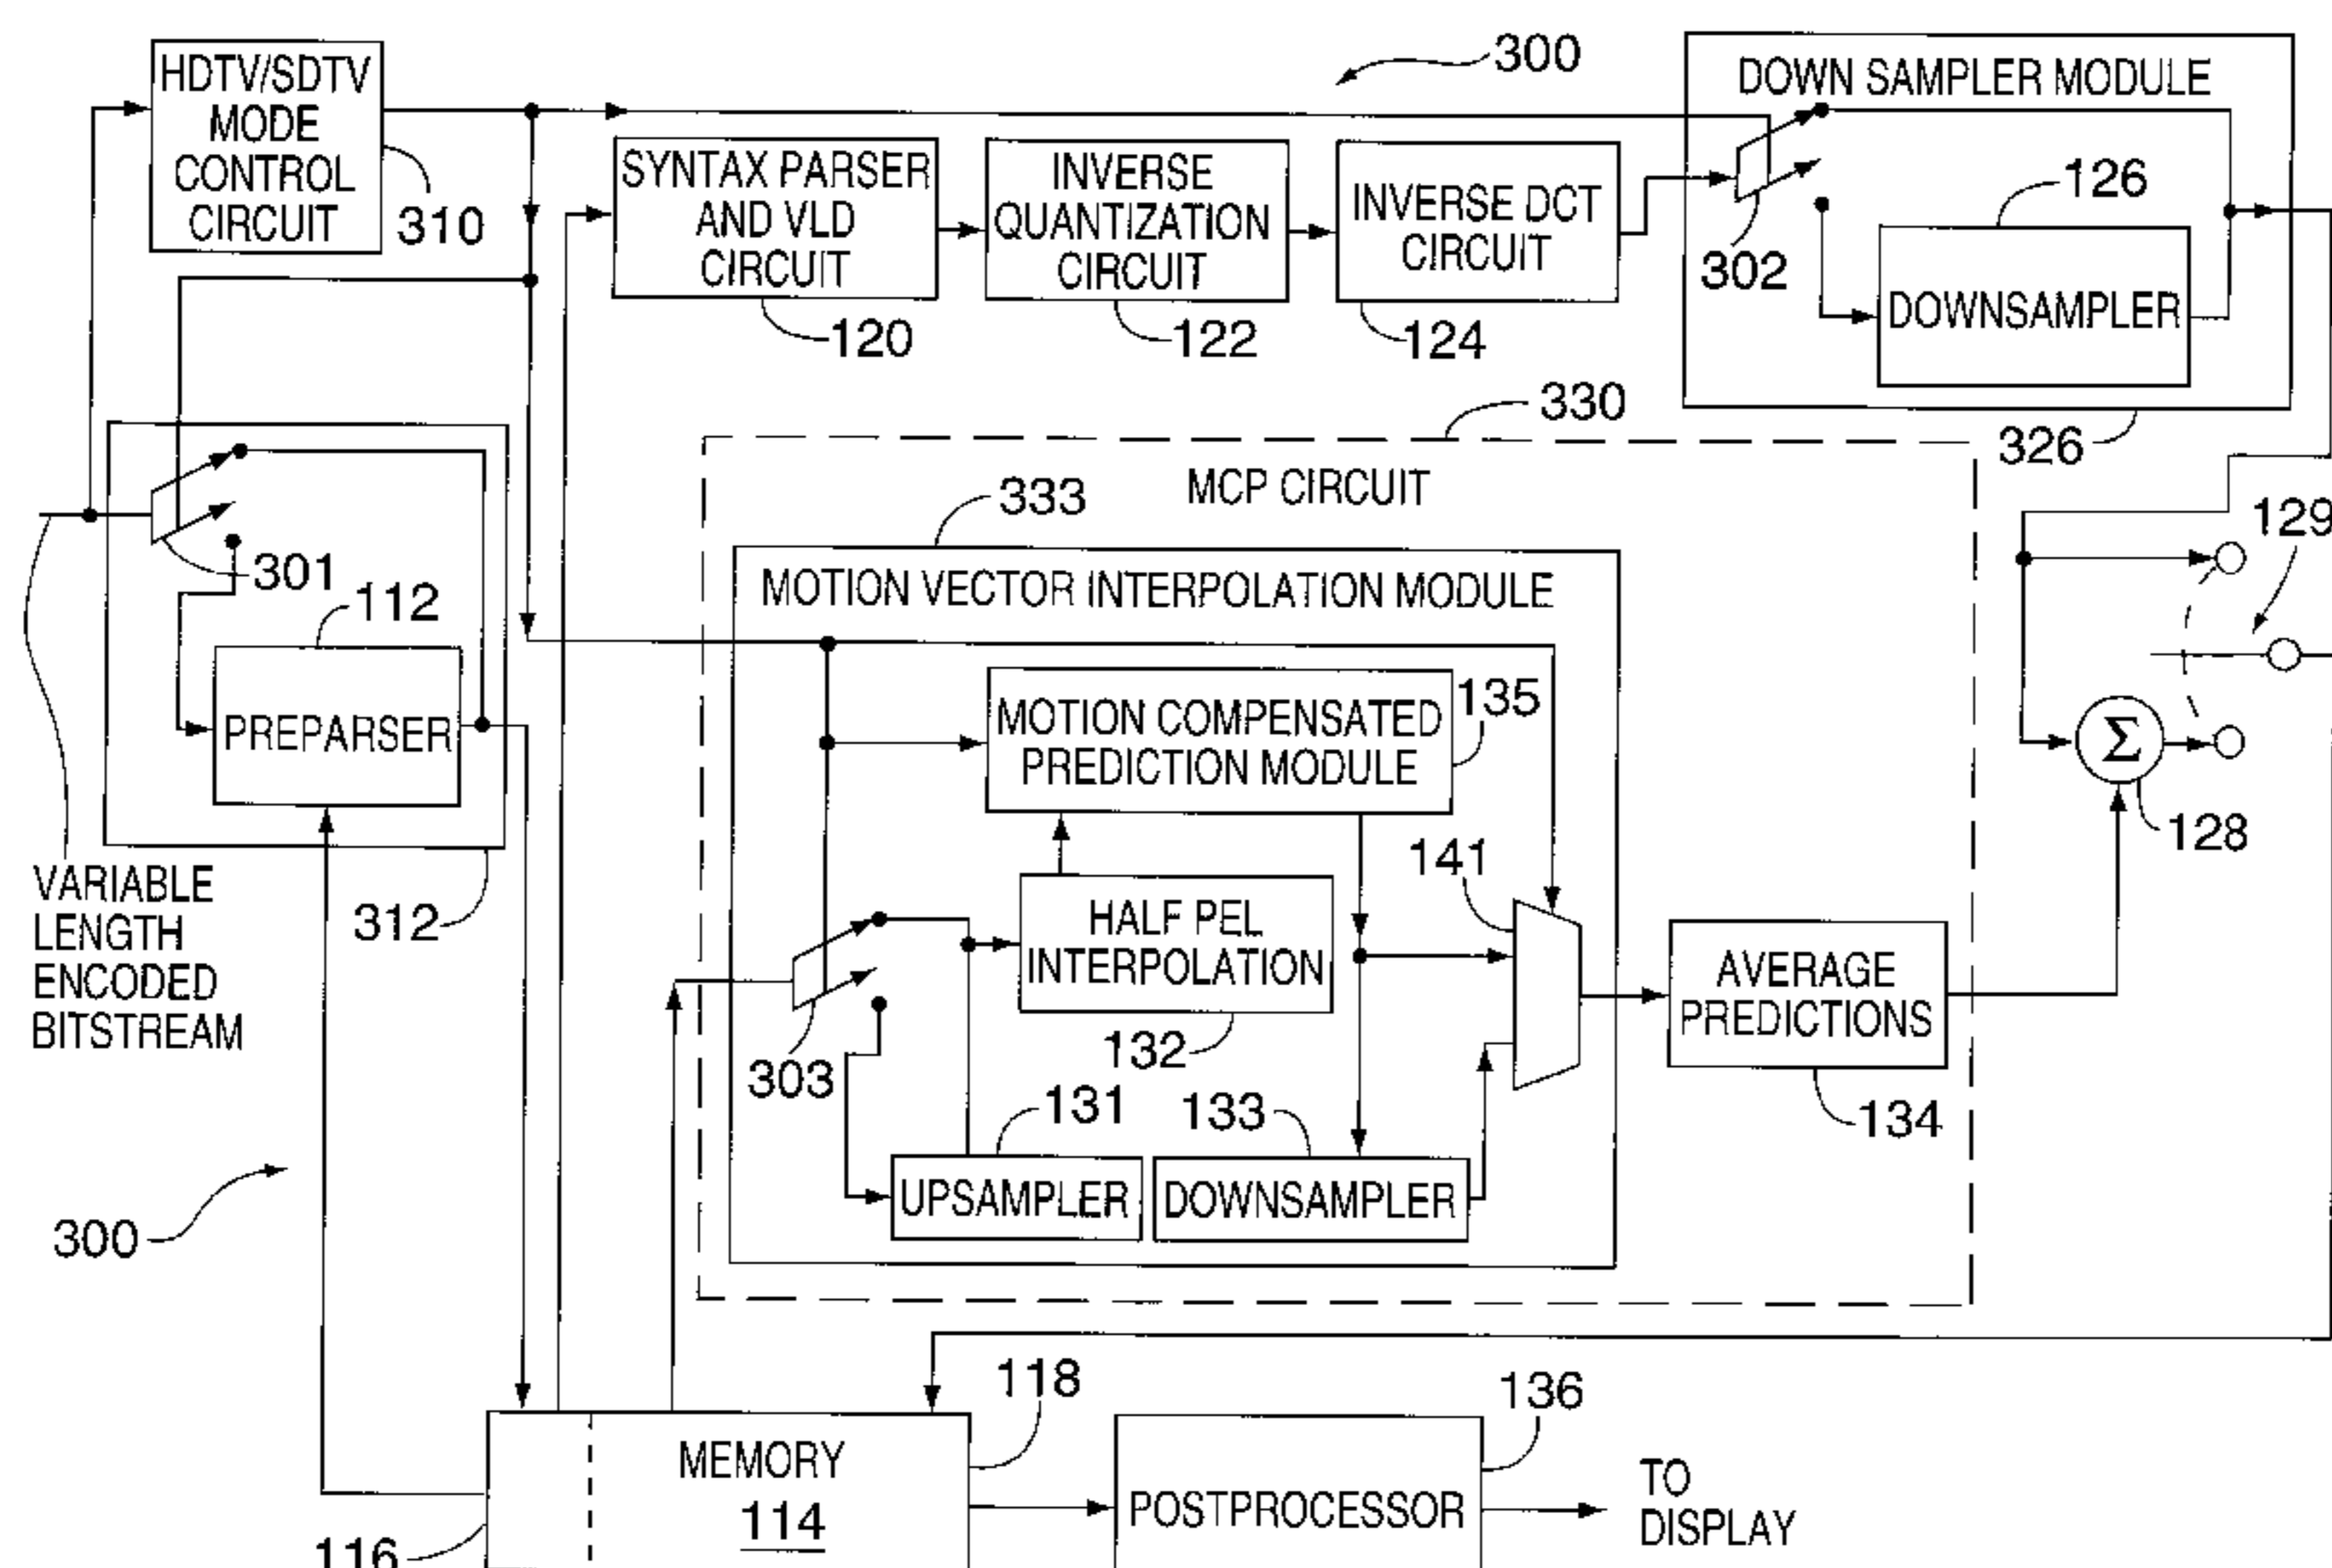 HDTV/SDTV
MODE
CONTROL
CIRCUIT
310
300
DOWN SAMPLER MODULE
SYNTAX PARSER
AND VLD
CIRCUIT
120
INVERSE
QUANTIZATION
CIRCUIT
122
INVERSE DCT
CIRCUIT
124
302
126
DOWNSAMPLER
326
330
MCP CIRCUIT
333
MOTION VECTOR INTERPOLATION MODULE
301
112
PREPARSER
312
VARIABLE
LENGTH
ENCODED
BITSTREAM
MOTION COMPENSATED
PREDICTION MODULE
135
129
Σ
128
141
HALF PEL
INTERPOLATION
132
303
131
UPSAMPLER
133
DOWNSAMPLER
AVERAGE
PREDICTIONS
134
300
118
MEMORY
114
116
136
POSTPROCESSOR
TO
DISPLAY